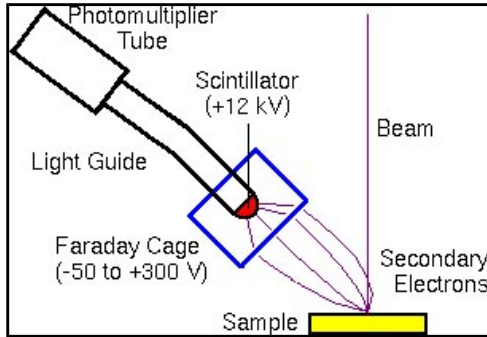 Photomultiplier
Tube
Scintillator
(+12 kV)
Beam
Light Guide
Faraday Cage
(-50 to +300 V)
Secondary
Electrons
Sample